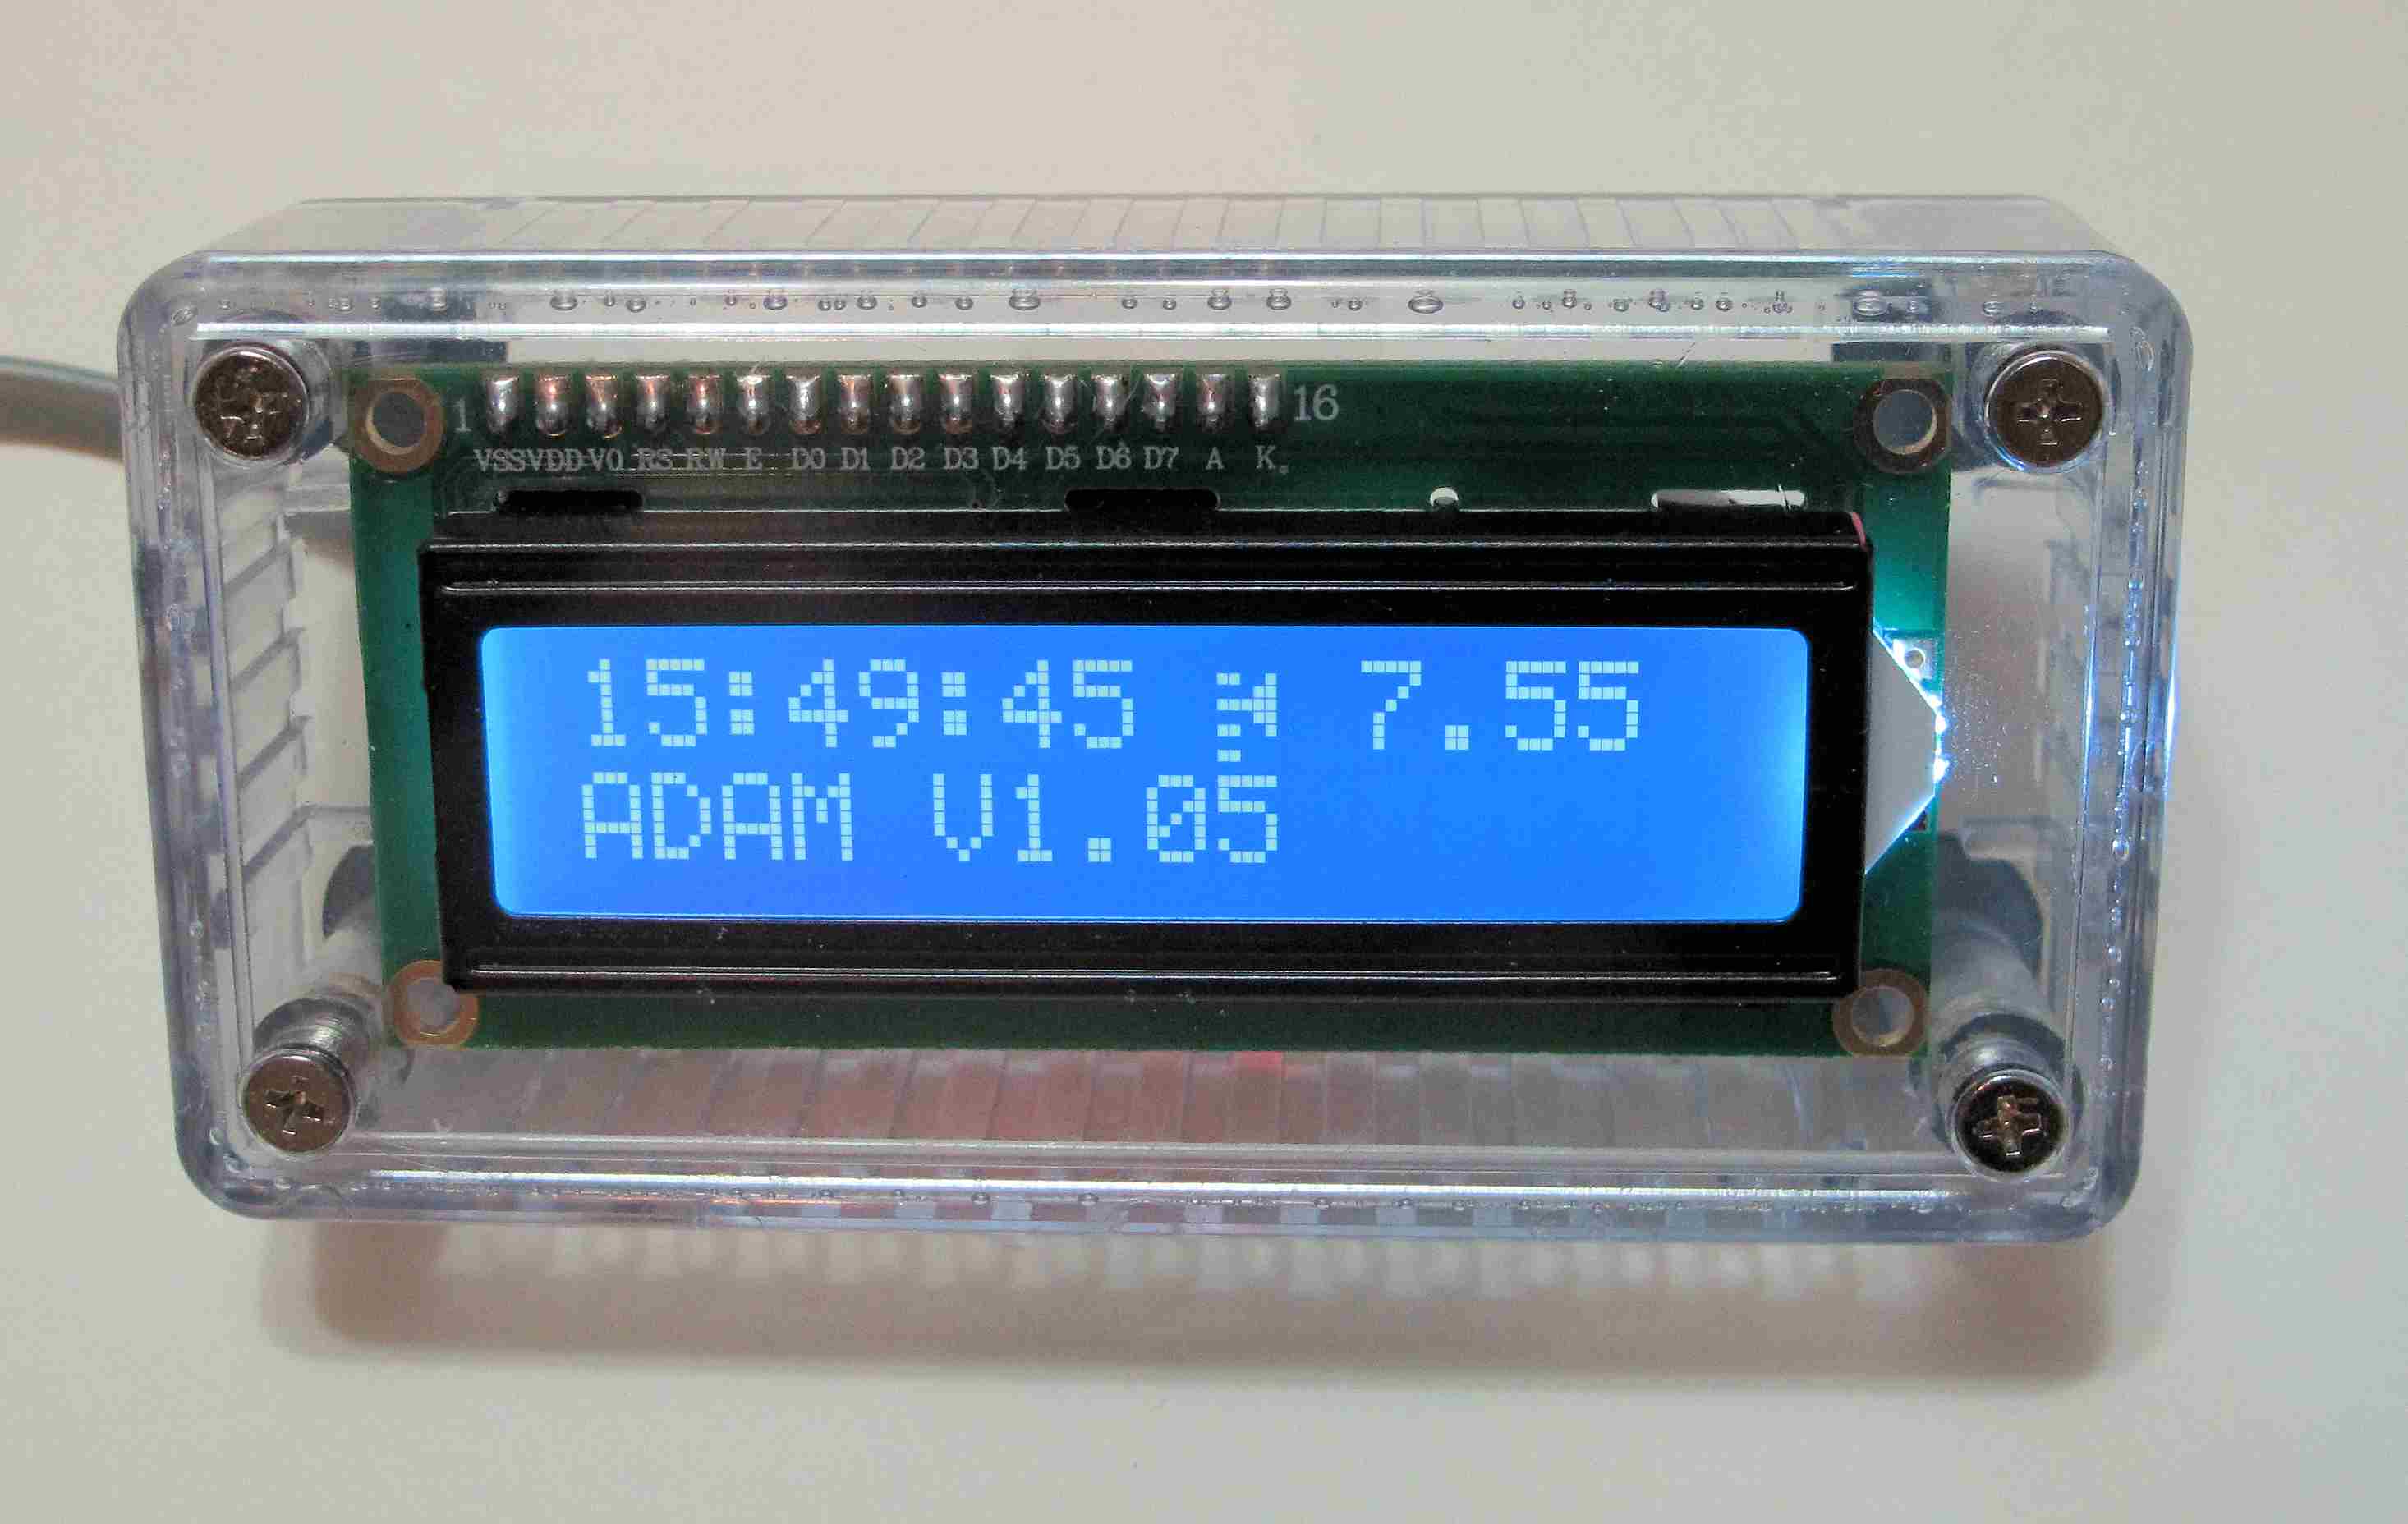 1 16
VSS VDD V0 RS RW E D0 D1 D2 D3 D4 D5 D6 D7 A K
15:49:45 7.55
ADAM V1.05